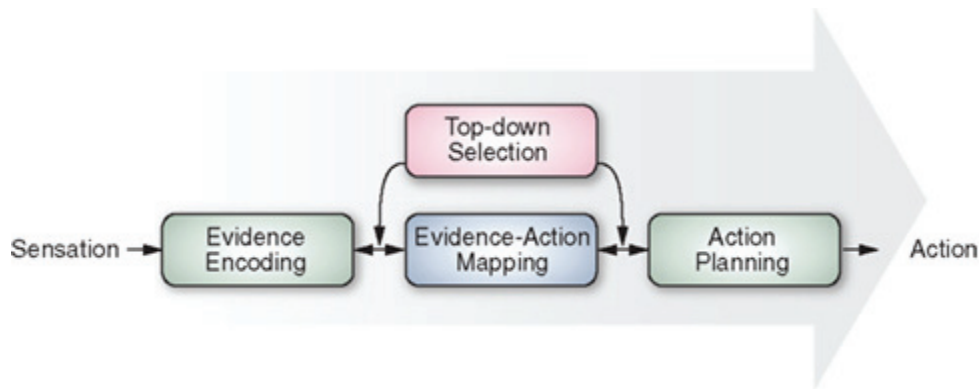 Top-down
Selection
Sensation
Evidence
Encoding
Evidence-Action
Mapping
Action
Planning
Action